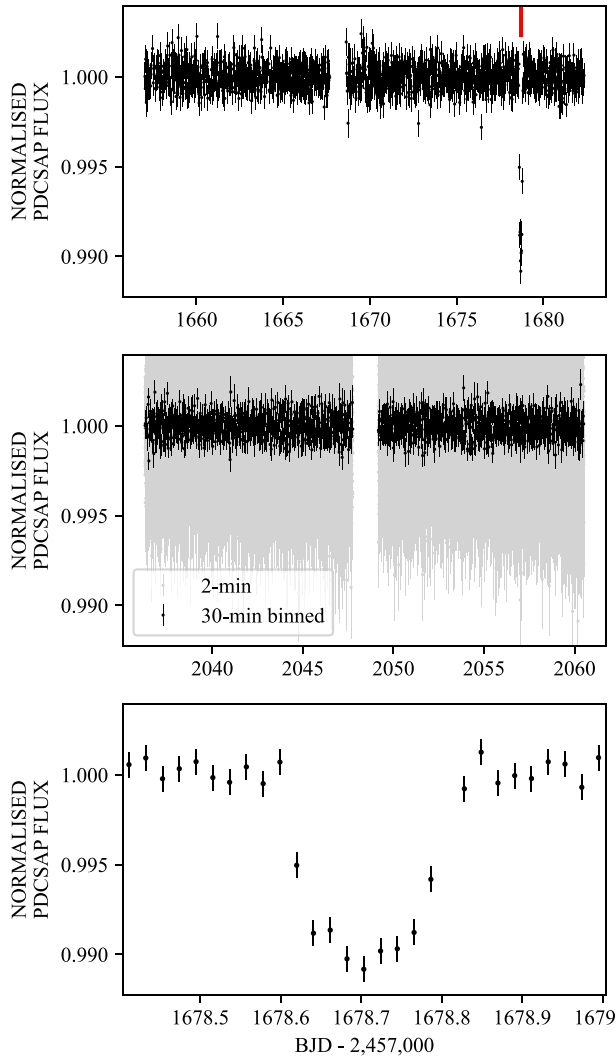 NORMALISED
PDCSAP FLUX
1.000
0.995
0.990
1660 1665 1670 1675 1680
NORMALISED
PDCSAP FLUX
1.000
0.995
0.990
2-min
30-min binned
2040 2045 2050 2055 2060
NORMALISED
PDCSAP FLUX
1.000
0.995
0.990
1678.5 1678.6 1678.7 1678.8 1678.9 1679
BJD - 2,457,000